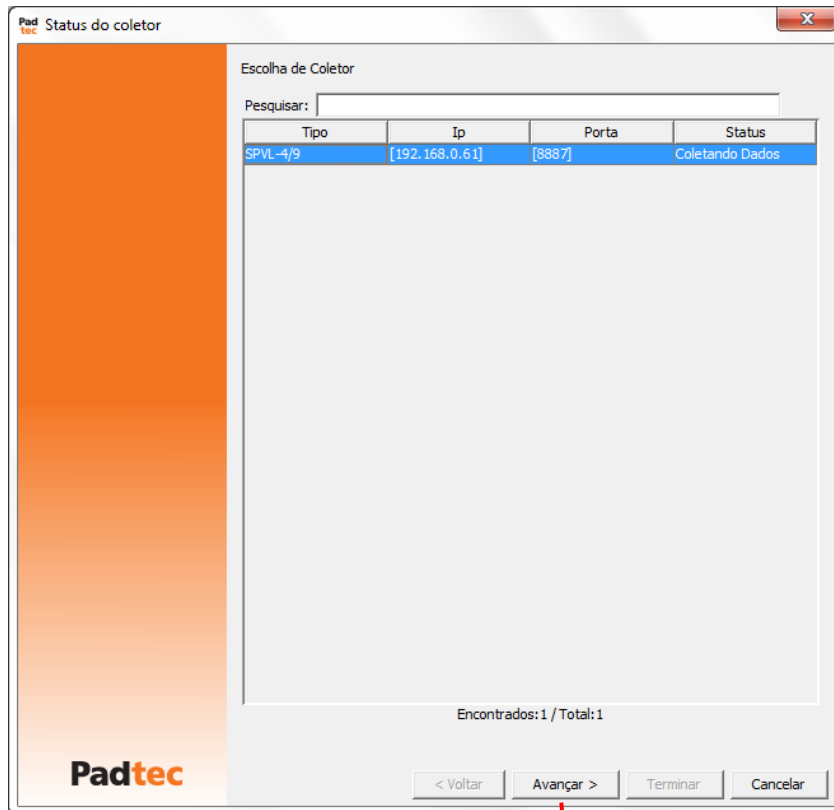 Pad
tec Status do coletor
Escolha de Coletor
Pesquisar:
Tipo Ip Porta Status
SPVL-4/9 [192.168.0.61] [8887] Coletando Dados
Encontrados:1 / Total:1
Padtec
< Voltar Avançar > Terminar Cancelar